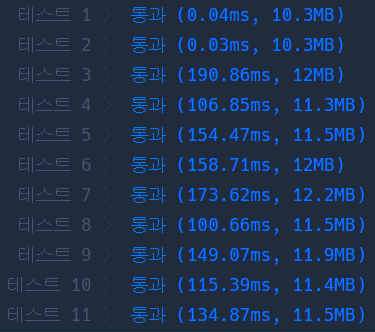 테스트 1 〉 통과 (0.04ms, 10.3MB)
테스트 2 〉 통과 (0.03ms, 10.3MB)
테스트 3 〉 통과 (190.86ms, 12MB)
테스트 4 〉 통과 (106.85ms, 11.3MB)
테스트 5 〉 통과 (154.47ms, 11.5MB)
테스트 6 〉 통과 (158.71ms, 12MB)
테스트 7 〉 통과 (173.62ms, 12.2MB)
테스트 8 〉 통과 (100.66ms, 11.5MB)
테스트 9 〉 통과 (149.07ms, 11.9MB)
테스트 10 〉 통과 (115.39ms, 11.4MB)
테스트 11 〉 통과 (134.87ms, 11.5MB)